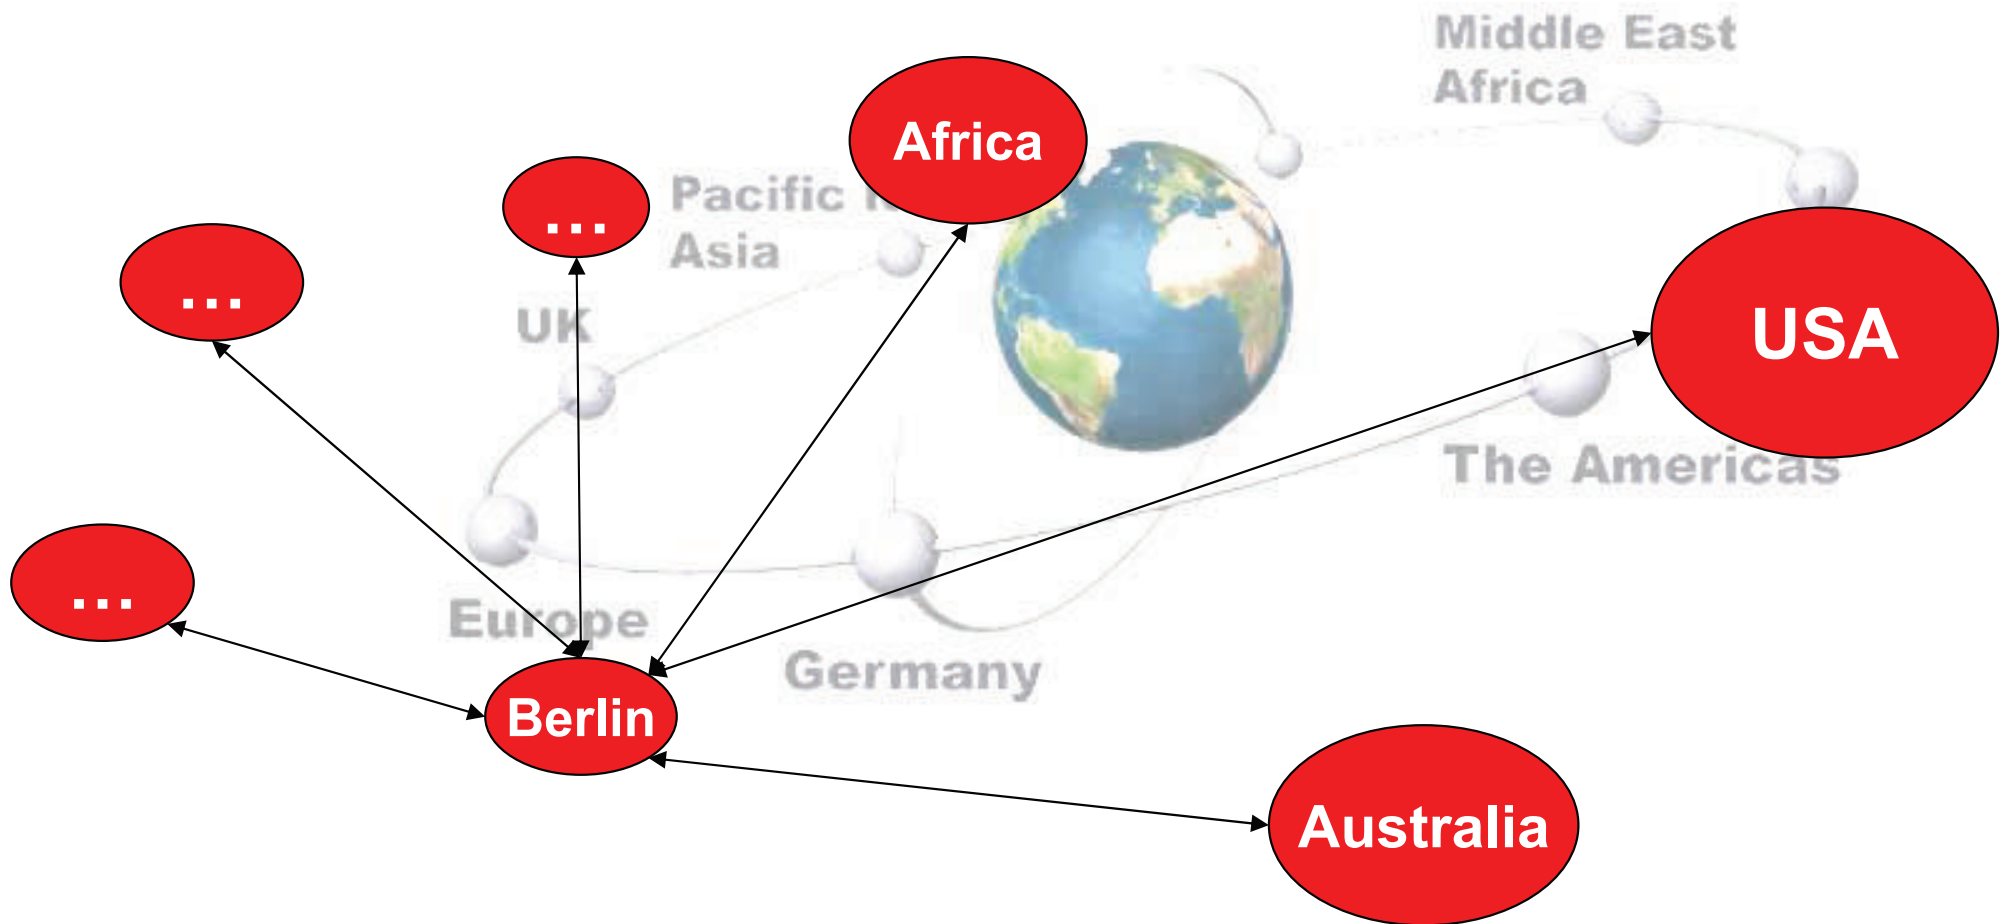 Middle East
Africa
Africa
Pacific
Asia
...
...
UK
USA
The Americas
...
Europe
Germany
Berlin
Australia